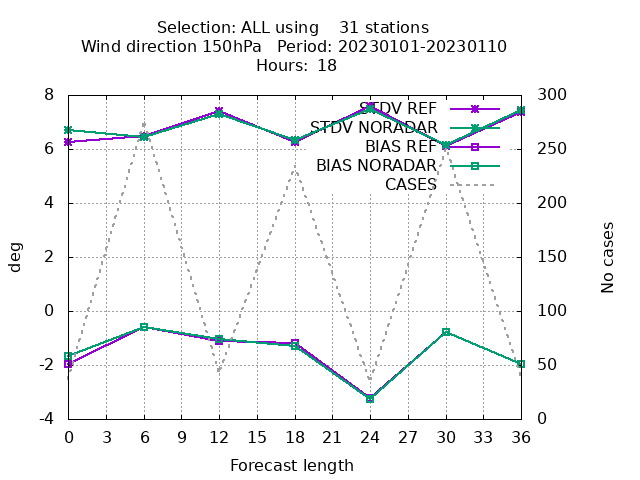 Selection: ALL using    31 stations
Wind direction 150hPa   Period: 20230101-20230110
Hours: 18
8
6
4
2
0
-2
-4
300
250
200
150
100
50
0
STDV REF
STDV NORADAR
BIAS REF
BIAS NORADAR
CASES
deg
No cases
0 3 6 9 12 15 18 21 24 27 30 33 36
Forecast length